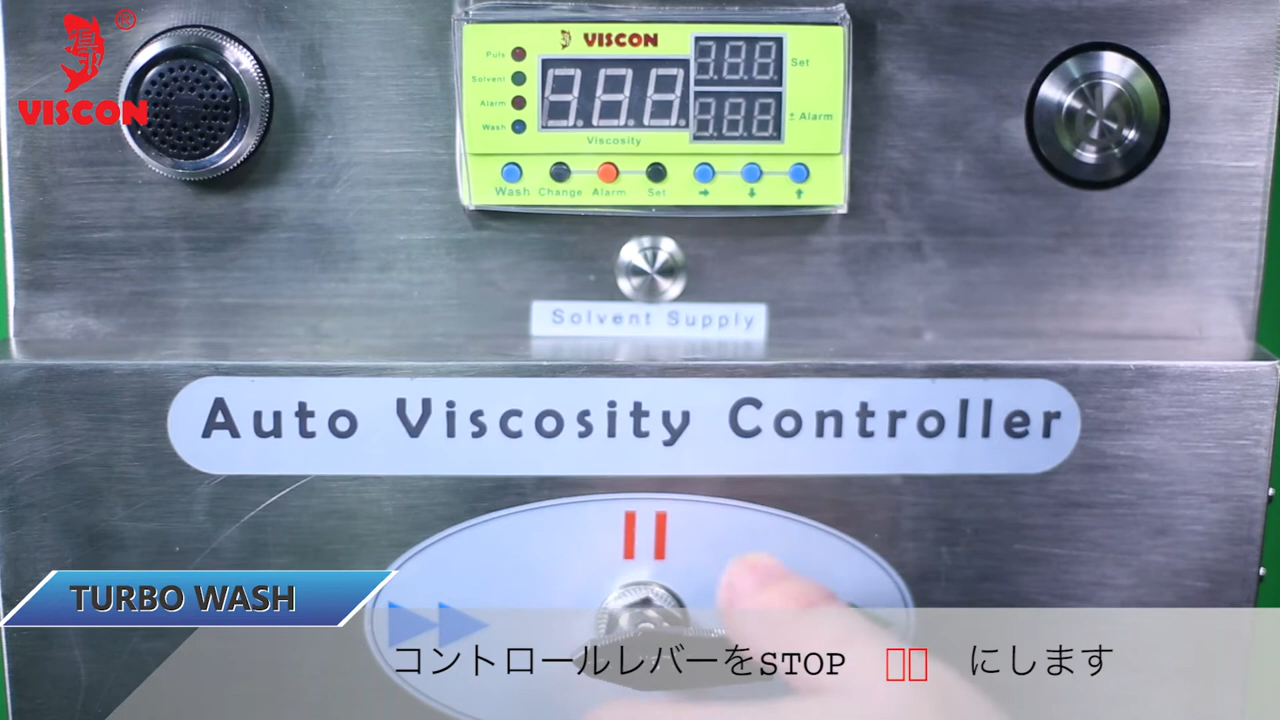 VISCON
®
VISCON
Puls
Solvent
Alarm
Wash
Set
± Alarm
Viscosity
Wash Change Alarm Set
Solvent Supply
Auto Viscosity Controller
TURBO WASH
コントロールレバーをSTOP □□ にします